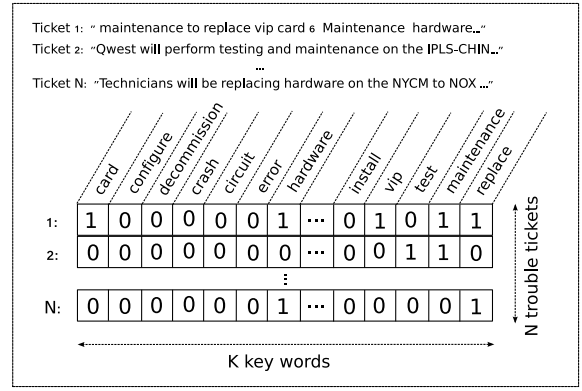 Ticket 1: “ maintenance to replace vip card 6 Maintenance hardware...”
Ticket 2: “Qwest will perform testing and maintenance on the IPLS-CHIN...”
...
Ticket N: “Technicians will be replacing hardware on the NYCM to NOX ...”
card configure decommission crash circuit error hardware install vip test maintenance replace
1: 1 0 0 0 0 0 1 ... 0 1 0 1 1
2: 0 0 0 0 0 0 0 ... 0 0 1 1 0
⋮
N: 0 0 0 0 0 0 1 ... 0 0 0 0 1
N trouble tickets
K key words